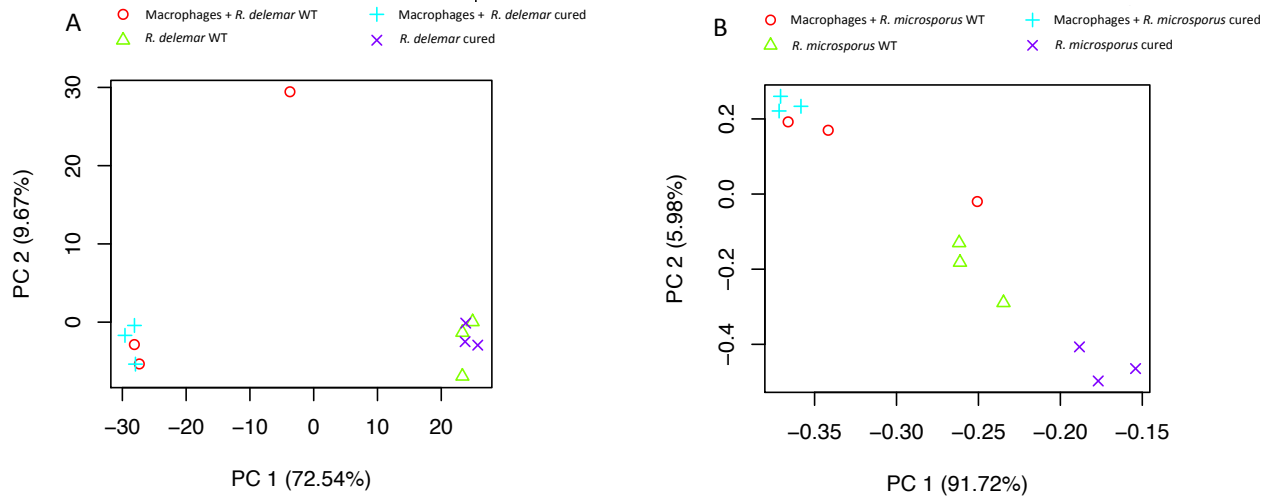 A
Macrophages + R. delemar WT
Macrophages + R. delemar cured
R. delemar WT
R. delemar cured
30
20
10
0
PC 2 (9.67%)
−30 −20 −10 0 10 20
PC 1 (72.54%)
B
Macrophages + R. microsporus WT
Macrophages + R. microsporus cured
R. microsporus WT
R. microsporus cured
0.2
0.0
−0.2
−0.4
PC 2 (5.98%)
−0.35 −0.30 −0.25 −0.20 −0.15
PC 1 (91.72%)